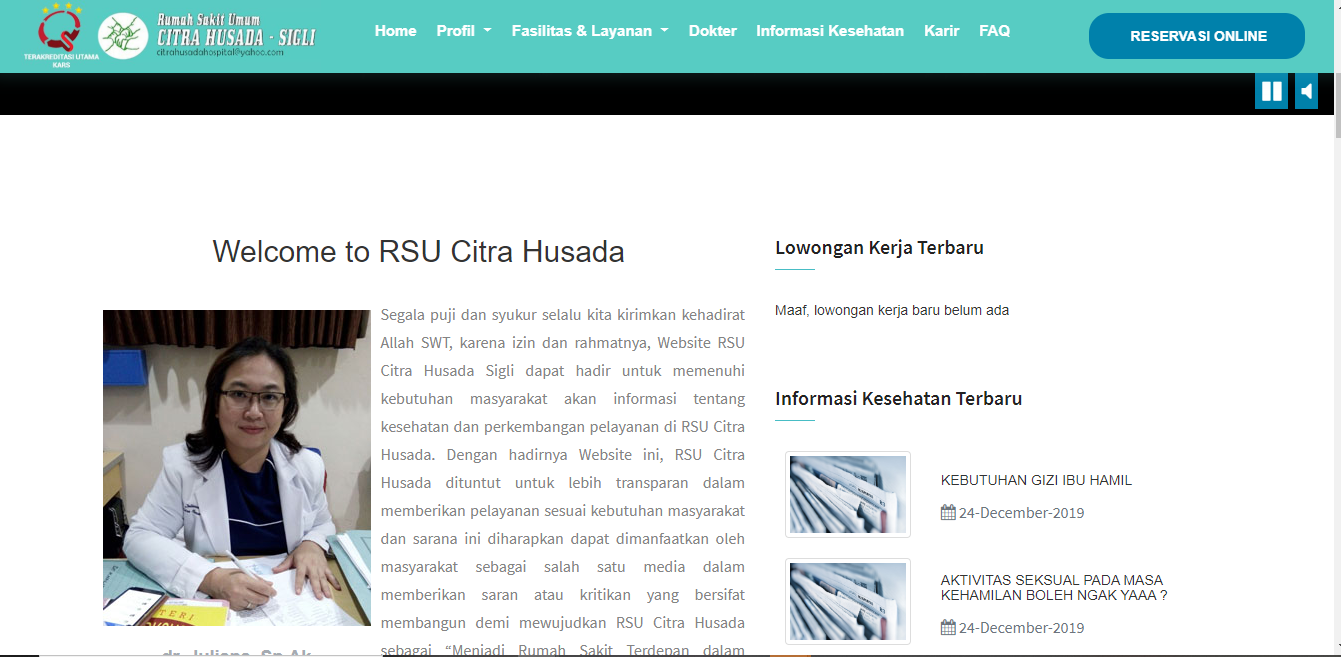 TERAKREDITASI UTAMA
KARS
Rumah Sakit Umum
CITRA HUSADA - SIGLI
citrahusadahospital@yahoo.com
Home Profil Fasilitas & Layanan Dokter Informasi Kesehatan Karir FAQ
RESERVASI ONLINE
Welcome to RSU Citra Husada
Segala puji dan syukur selalu kita kirimkan kehadirat
Allah SWT, karena izin dan rahmatnya, Website RSU
Citra Husada Sigli dapat hadir untuk memenuhi
kebutuhan masyarakat akan informasi tentang
kesehatan dan perkembangan pelayanan di RSU Citra
Husada. Dengan hadirnya Website ini, RSU Citra
Husada dituntut untuk lebih transparan dalam
memberikan pelayanan sesuai kebutuhan masyarakat
dan sarana ini diharapkan dapat dimanfaatkan oleh
masyarakat sebagai salah satu media dalam
memberikan saran atau kritikan yang bersifat
membangun demi mewujudkan RSU Citra Husada
sebagai “Menjadi Rumah Sakit Terdepan dalam
dr. Juliana, Sp.Ak
Lowongan Kerja Terbaru
Maaf, lowongan kerja baru belum ada
Informasi Kesehatan Terbaru
KEBUTUHAN GIZI IBU HAMIL
24-December-2019
AKTIVITAS SEKSUAL PADA MASA
KEHAMILAN BOLEH NGAK YAAA ?
24-December-2019